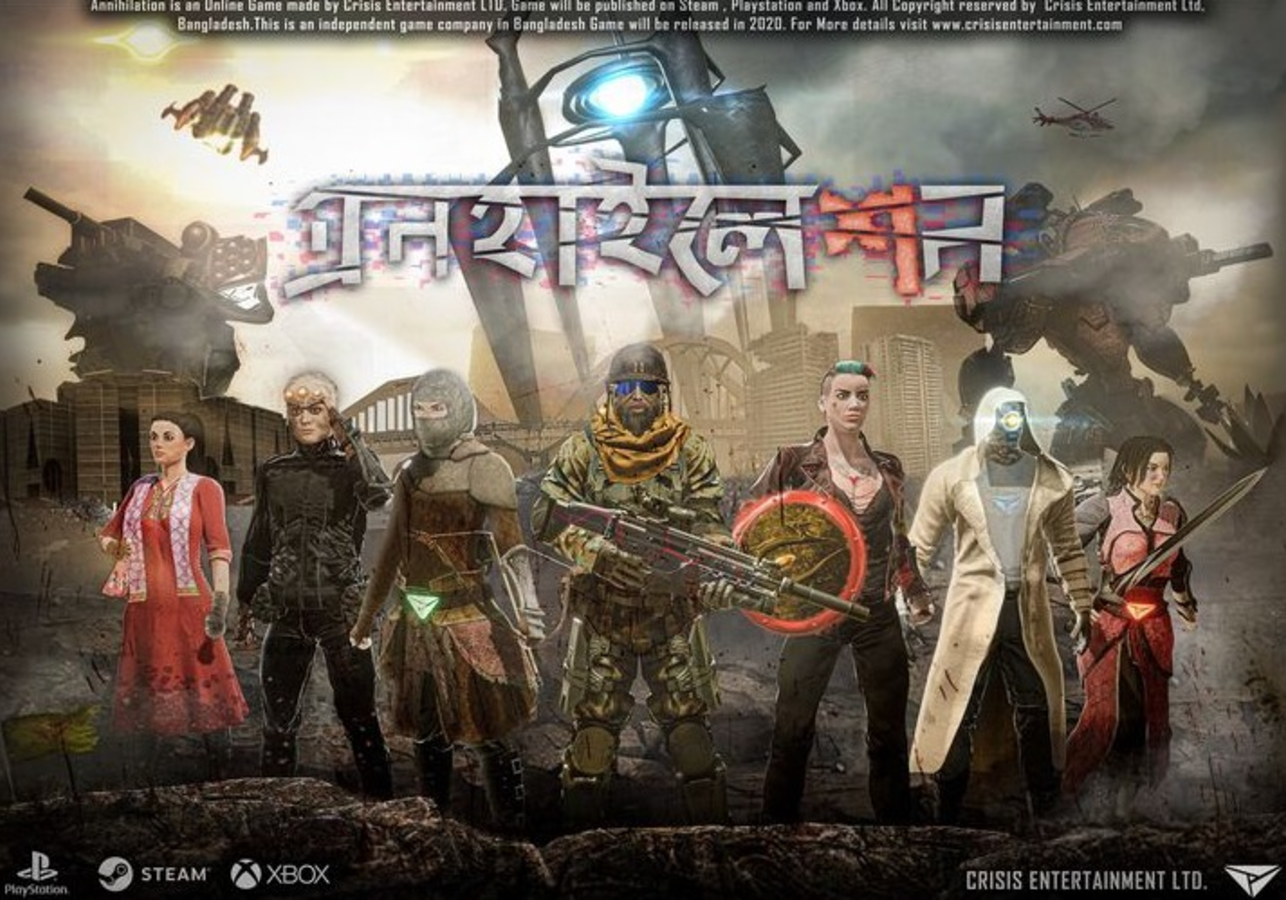 Annihilation is an Online Game made by Crisis Entertainment LTD, Game will be published on Steam , Playstation and Xbox. All Copyright reserved by Crisis Entertainment Ltd.
Bangladesh.This is an independent game company in Bangladesh Game will be released in 2020. For More details visit www.crisisentertainment.com
এনহাইলেশন
PlayStation
STEAM
XBOX
CRISIS ENTERTAINMENT LTD.